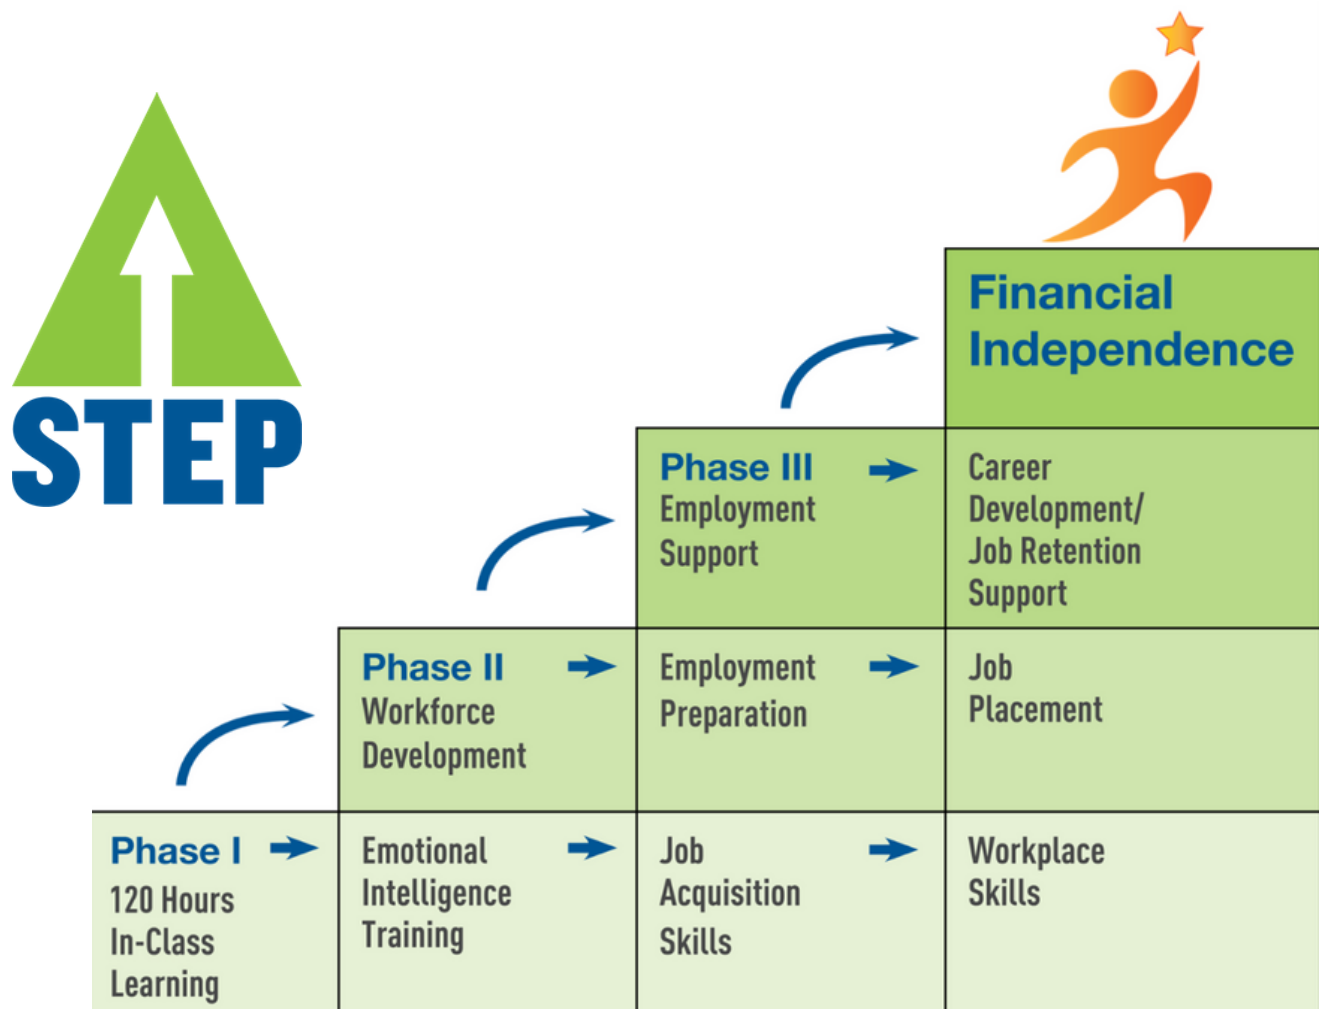 STEP
Financial
Independence
Phase III
Employment
Support
Career
Development/
Job Retention
Support
Phase II
Workforce
Development
Employment
Preparation
Job
Placement
Phase I
120 Hours
In-Class
Learning
Emotional
Intelligence
Training
Job
Acquisition
Skills
Workplace
Skills